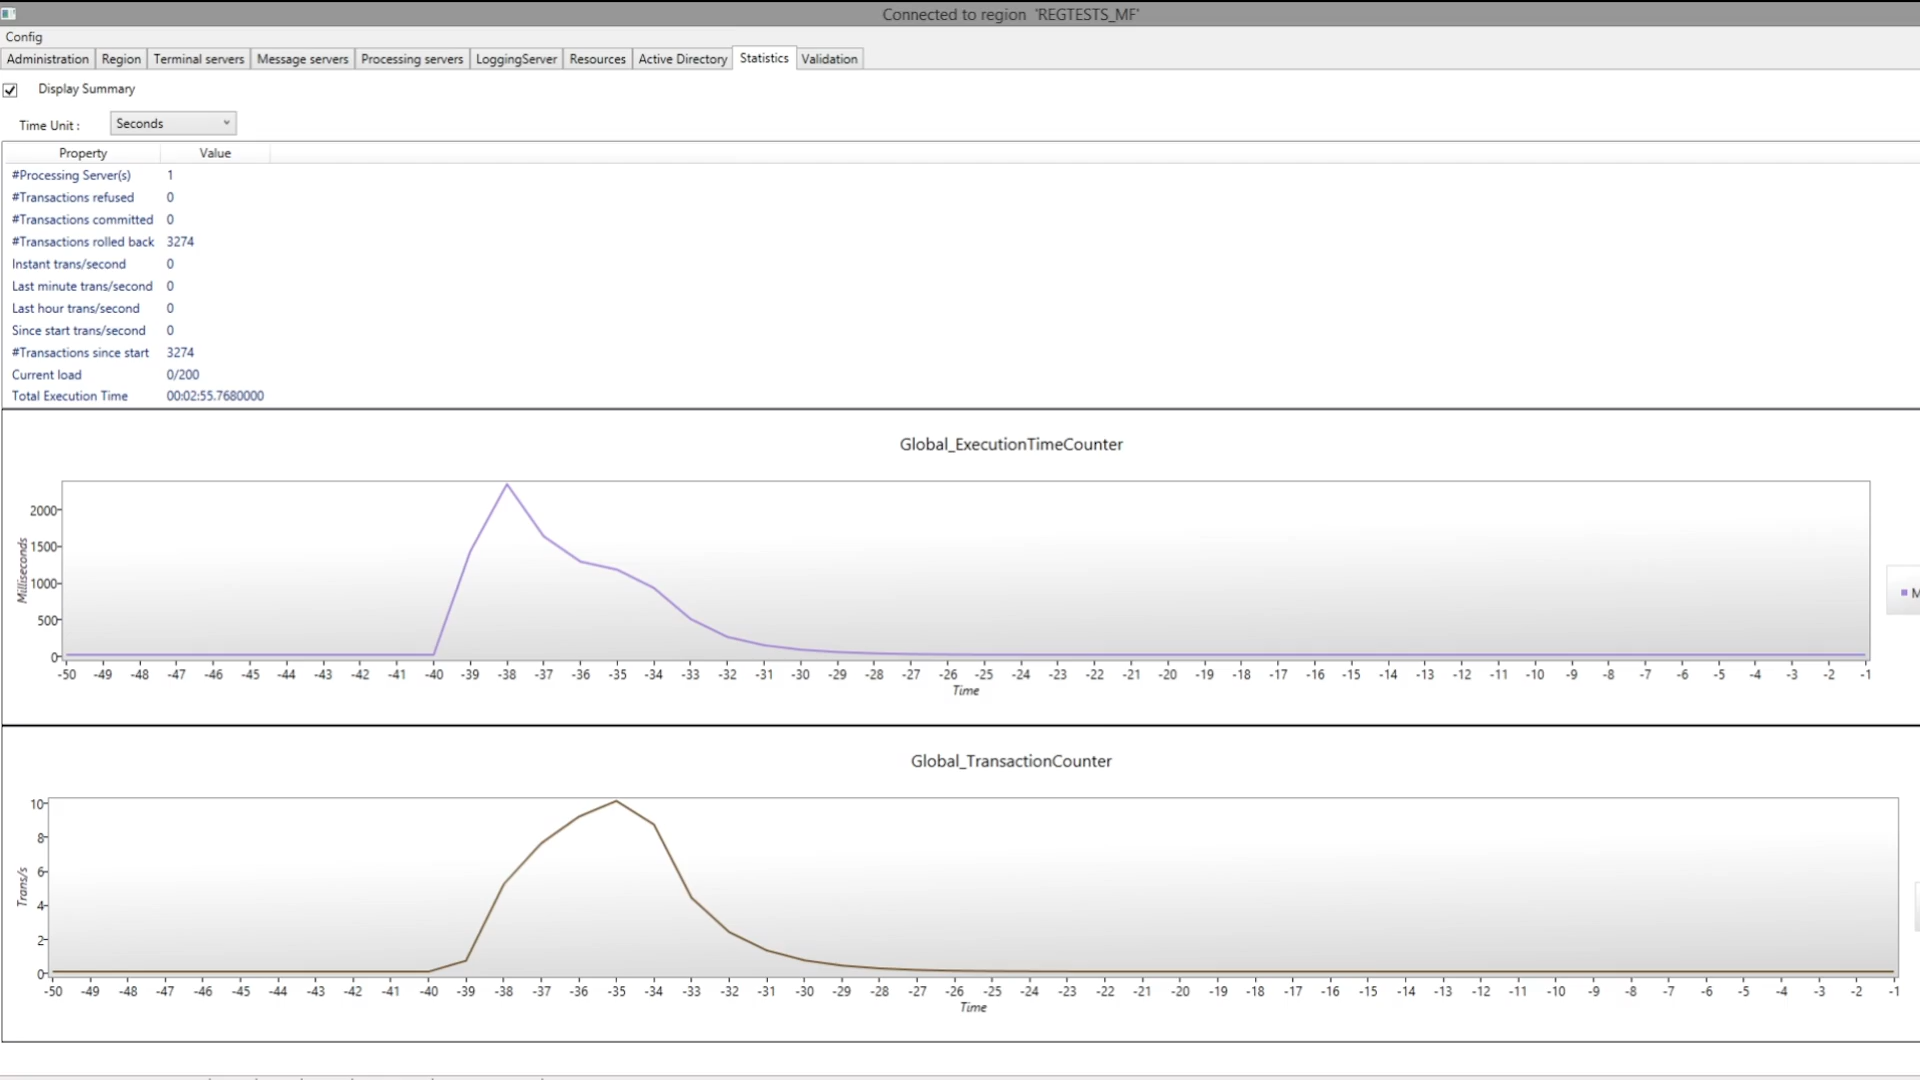 Connected to region 'REGTESTS_MF'
Config
Administration Region Terminal servers Message servers Processing servers LoggingServer Resources Active Directory Statistics Validation
Display Summary
Time Unit : Seconds
Property Value
#Processing Server(s) 1
#Transactions refused 0
#Transactions committed 0
#Transactions rolled back 3274
Instant trans/second 0
Last minute trans/second 0
Last hour trans/second 0
Since start trans/second 0
#Transactions since start 3274
Current load 0/200
Total Execution Time 00:02:55.7680000
Global_ExecutionTimeCounter
2000
1500
1000
500
0
Milliseconds
M
-50 -49 -48 -47 -46 -45 -44 -43 -42 -41 -40 -39 -38 -37 -36 -35 -34 -33 -32 -31 -30 -29 -28 -27 -26 -25 -24 -23 -22 -21 -20 -19 -18 -17 -16 -15 -14 -13 -12 -11 -10 -9 -8 -7 -6 -5 -4 -3 -2 -1
Time
Global_TransactionCounter
10
8
6
4
2
0
Trans/s
-50 -49 -48 -47 -46 -45 -44 -43 -42 -41 -40 -39 -38 -37 -36 -35 -34 -33 -32 -31 -30 -29 -28 -27 -26 -25 -24 -23 -22 -21 -20 -19 -18 -17 -16 -15 -14 -13 -12 -11 -10 -9 -8 -7 -6 -5 -4 -3 -2 -1
Time